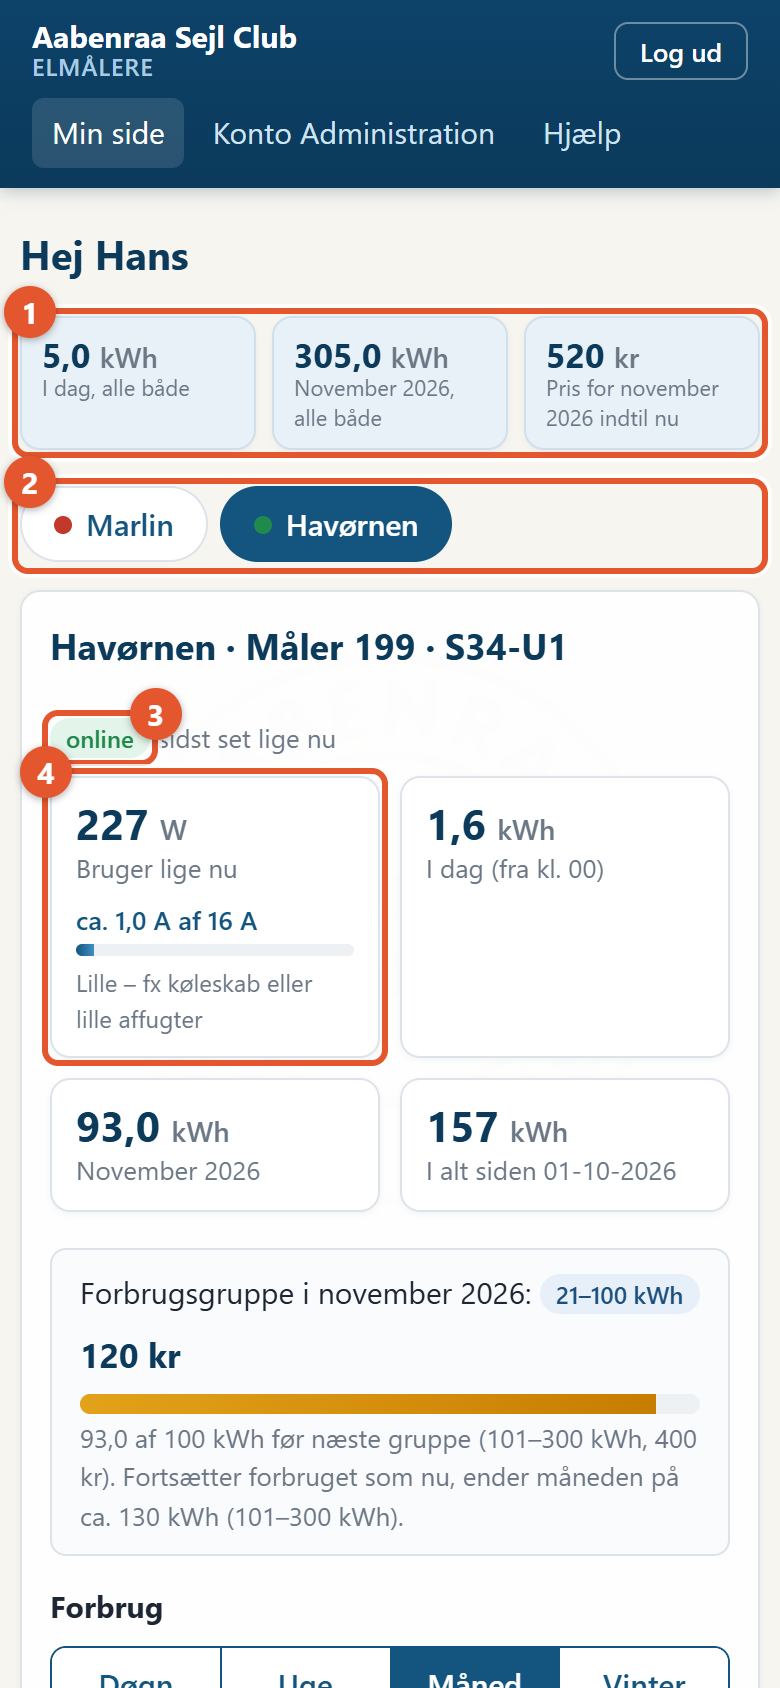 Aabenraa Sejl Club
ELMÅLERE
Log ud
Min side
Konto Administration
Hjælp
Hej Hans
1
5,0 kWh
I dag, alle både
305,0 kWh
November 2026,
alle både
520 kr
Pris for november
2026 indtil nu
2
Marlin
Havørnen
Havørnen · Måler 199 · S34-U1
3
online
sidst set lige nu
4
227 W
Bruger lige nu
ca. 1,0 A af 16 A
Lille – fx køleskab eller
lille affugter
1,6 kWh
I dag (fra kl. 00)
93,0 kWh
November 2026
157 kWh
I alt siden 01-10-2026
Forbrugsgruppe i november 2026: 21–100 kWh
120 kr
93,0 af 100 kWh før næste gruppe (101–300 kWh, 400
kr). Fortsætter forbruget som nu, ender måneden på
ca. 130 kWh (101–300 kWh).
Forbrug
Døgn
Uge
Måned
Vinter